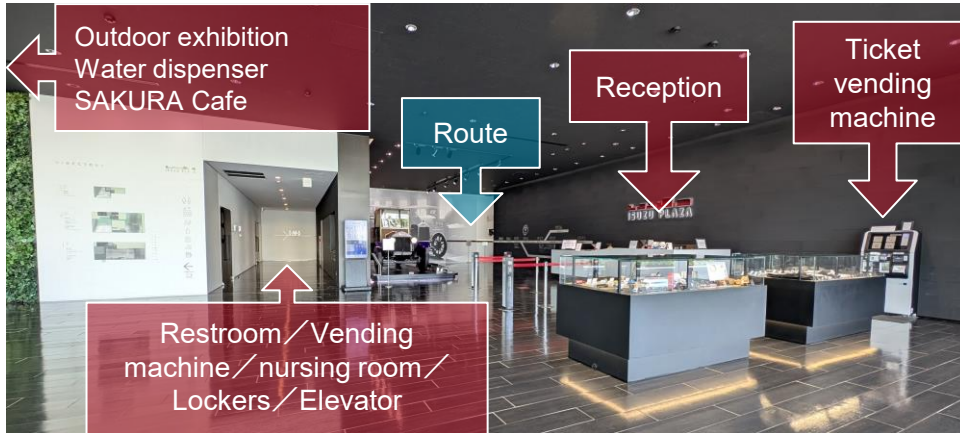 Outdoor exhibition
Water dispenser
SAKURA Cafe
Route
Reception
Ticket
vending
machine
ISUZU PLAZA
Restroom／Vending
machine／nursing room／
Lockers／Elevator